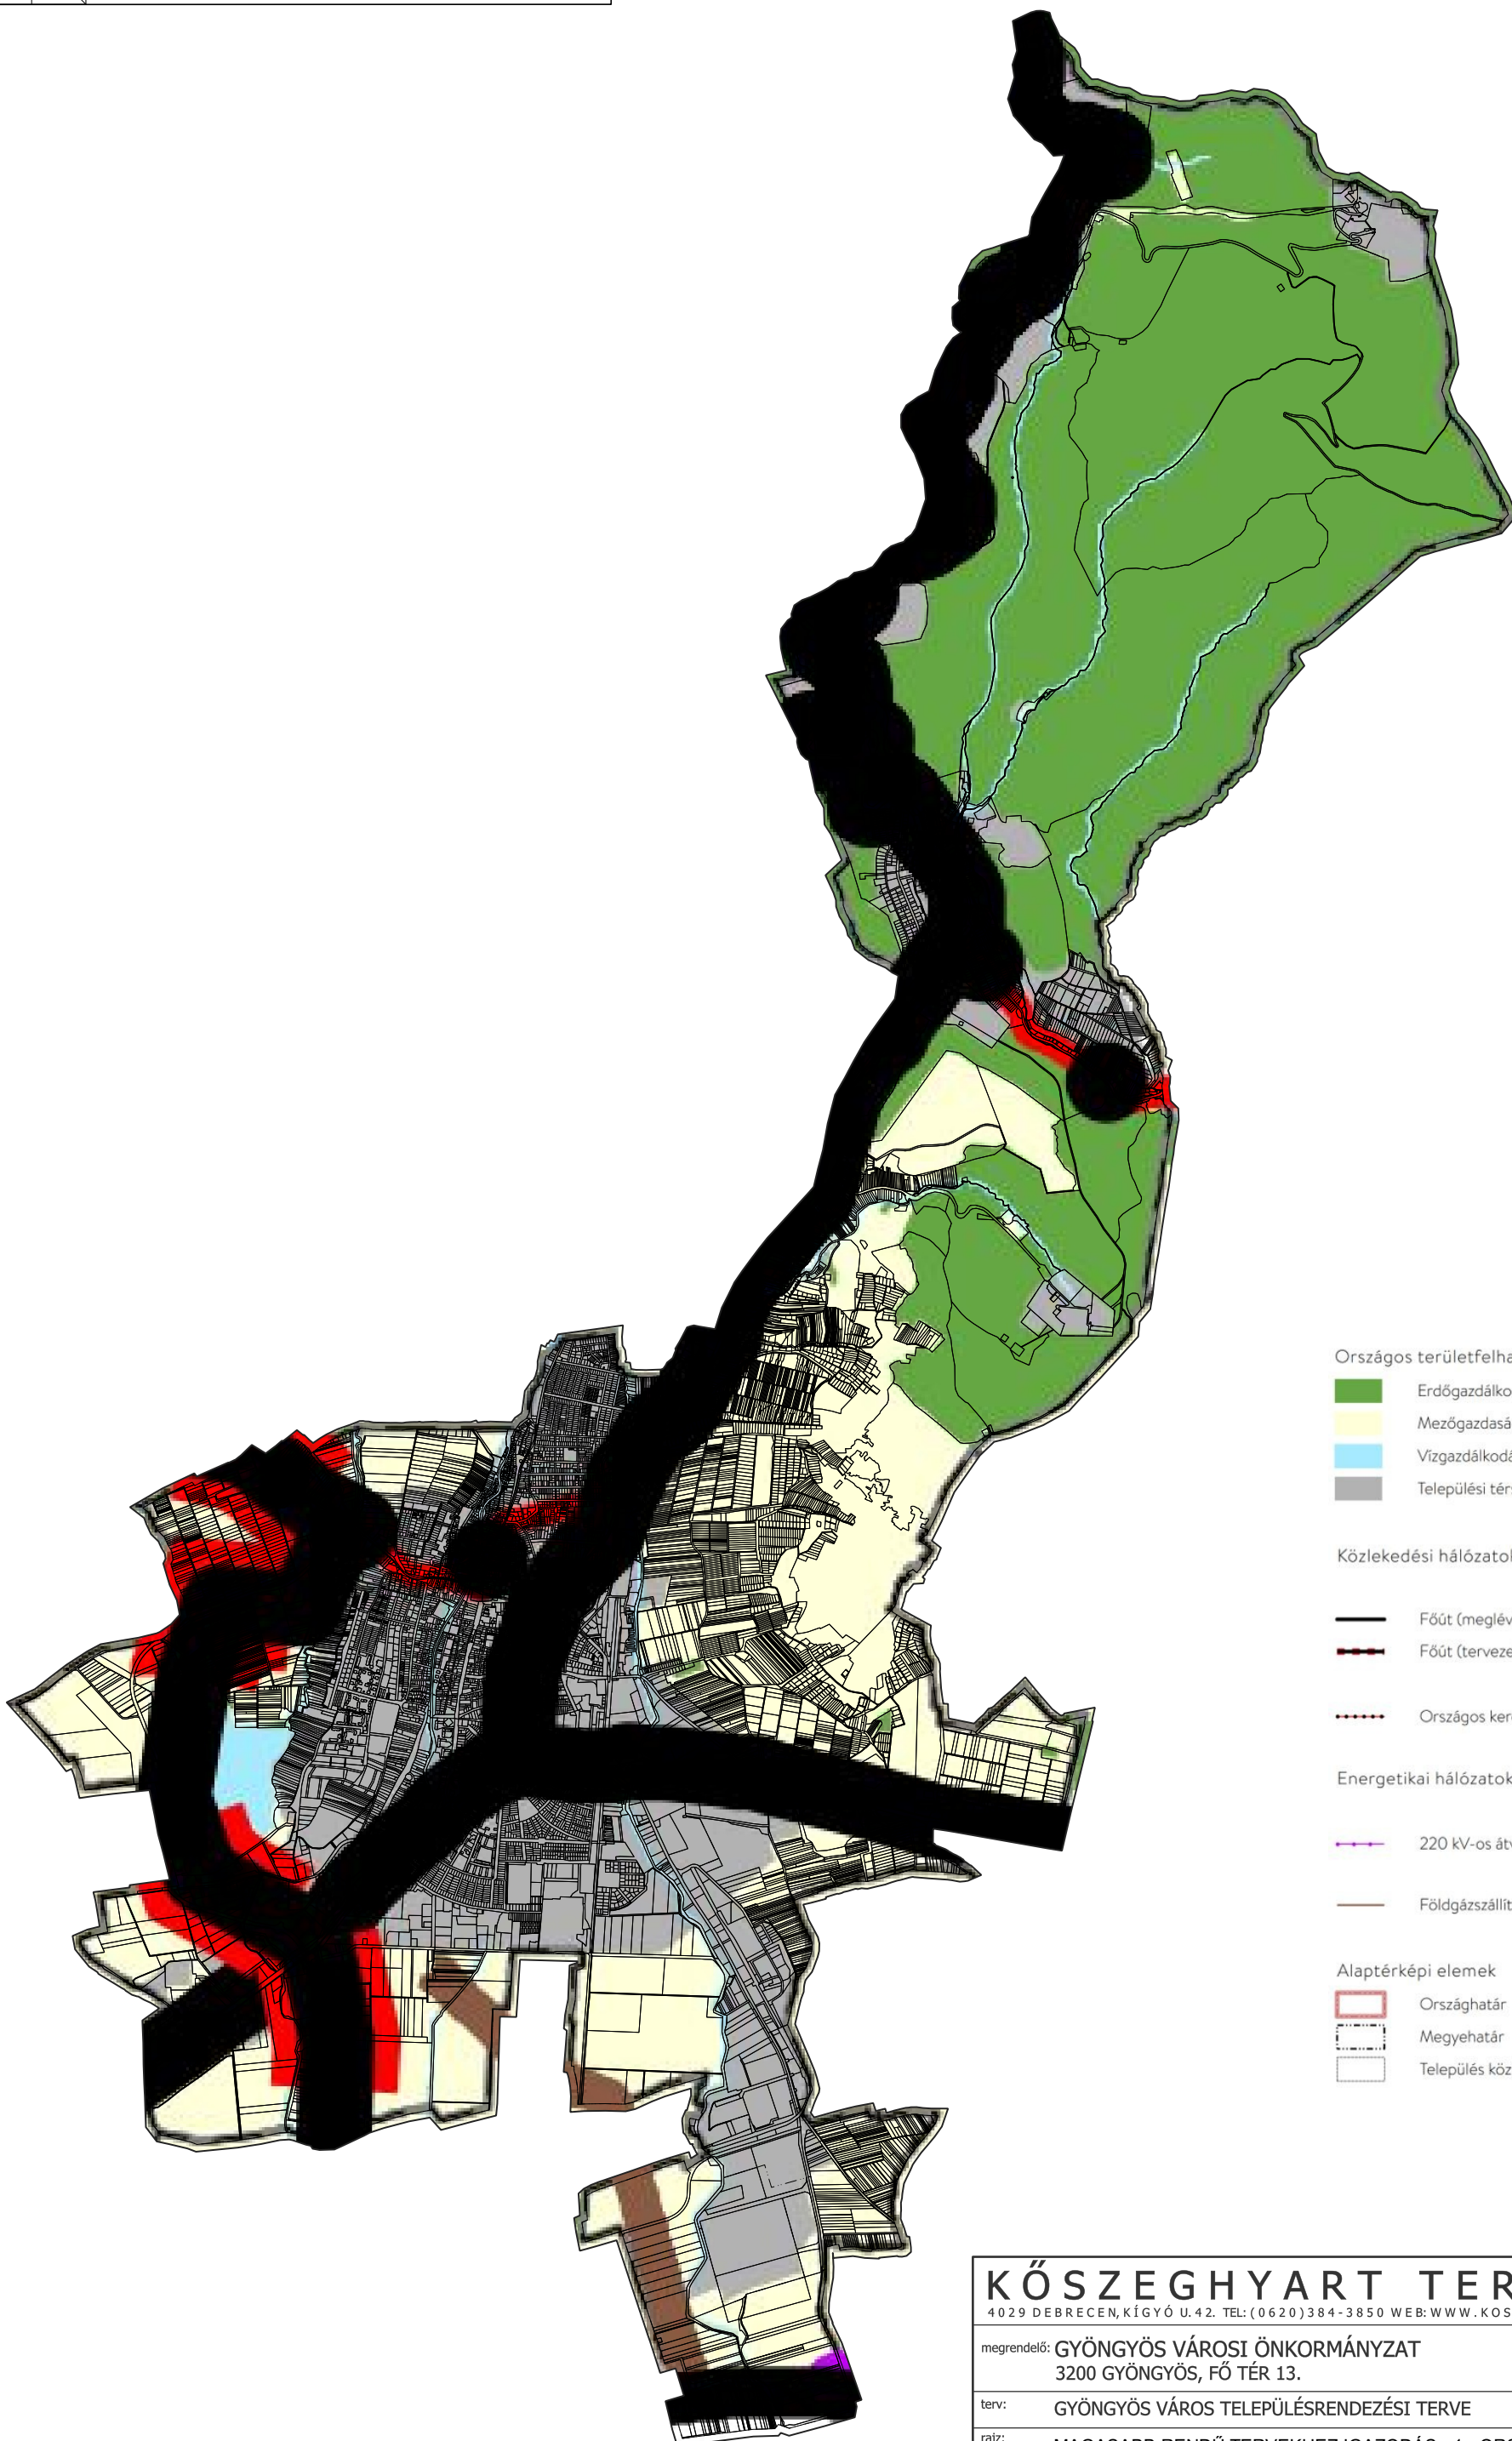 Országos területfelha
Erdőgazdálko
Mezőgazdasá
Vízgazdálkodá
Települési térs
Közlekedési hálózatok
Főút (meglév
Főút (terveze
Országos kere
Energetikai hálózatok
220 kV-os átv
Földgázszállít
Alaptérképi elemek
Országhatár
Megyehatár
Település köz
KŐSZEGHYART TER
4029 DEBRECEN, KÍGYÓ U. 42. TEL: (0620)384-3850 WEB: WWW.KOS
megrendelő: GYÖNGYÖS VÁROSI ÖNKORMÁNYZAT
3200 GYÖNGYÖS, FŐ TÉR 13.
terv: GYÖNGYÖS VÁROS TELEPÜLÉSRENDEZÉSI TERVE
rajz: